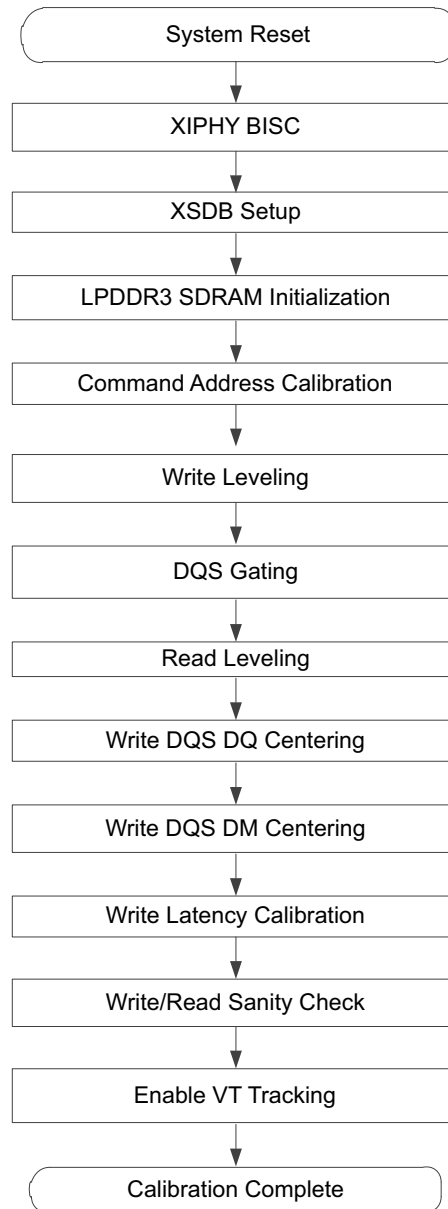 System Reset
XIPHY BISC
XSDB Setup
LPDDR3 SDRAM Initialization
Command Address Calibration
Write Leveling
DQS Gating
Read Leveling
Write DQS DQ Centering
Write DQS DM Centering
Write Latency Calibration
Write/Read Sanity Check
Enable VT Tracking
Calibration Complete